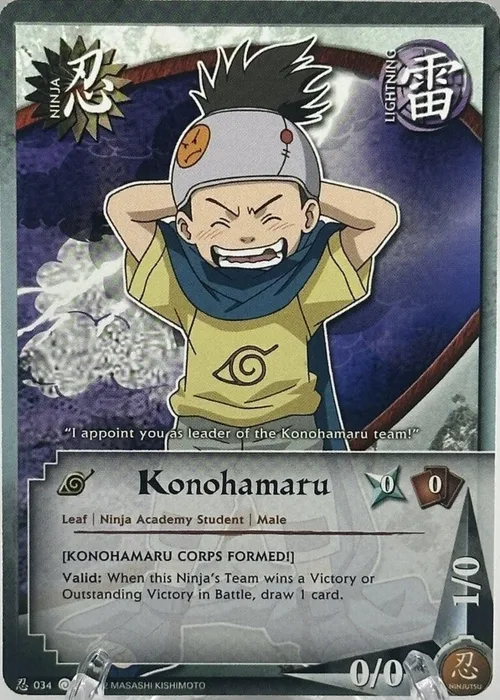 NINJA
忍
LIGHTNING
雷
"I appoint you as leader of the Konohamaru team!"
Konohamaru
0
0
Leaf | Ninja Academy Student | Male
[KONOHAMARU CORPS FORMED!]
Valid: When this Ninja's Team wins a Victory or
Outstanding Victory in Battle, draw 1 card.
1/0
0/0
忍
NINJUTSU
忍 034
MASASHI KISHIMOTO